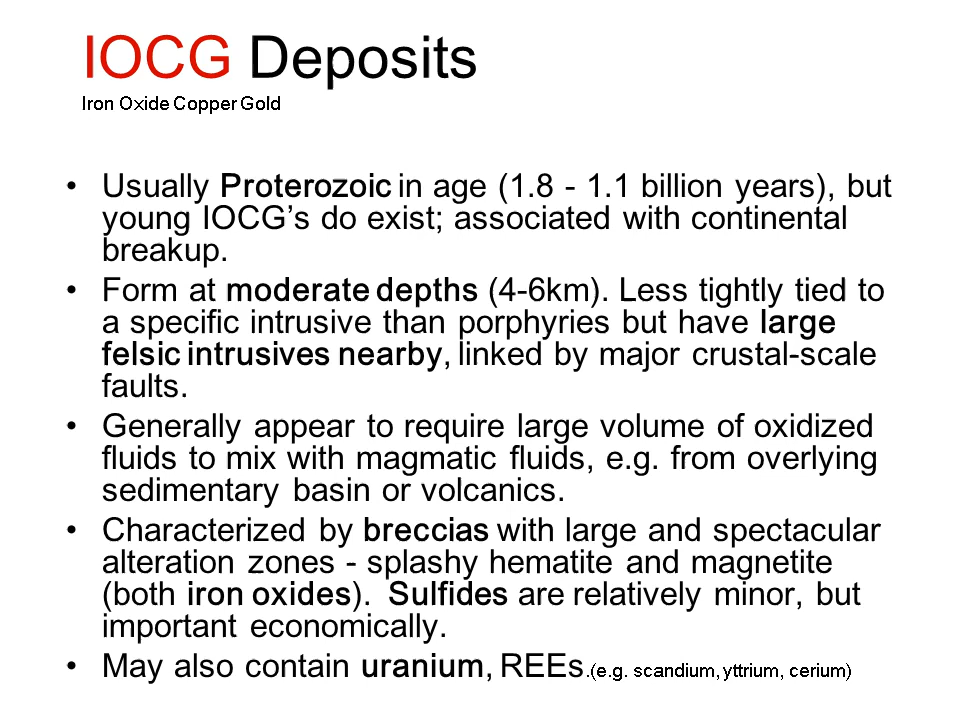 IOCG Deposits
Iron Oxide Copper Gold
• Usually Proterozoic in age (1.8 - 1.1 billion years), but
young IOCG’s do exist; associated with continental
breakup.
• Form at moderate depths (4-6km). Less tightly tied to
a specific intrusive than porphyries but have large
felsic intrusives nearby, linked by major crustal-scale
faults.
• Generally appear to require large volume of oxidized
fluids to mix with magmatic fluids, e.g. from overlying
sedimentary basin or volcanics.
• Characterized by breccias with large and spectacular
alteration zones - splashy hematite and magnetite
(both iron oxides).  Sulfides are relatively minor, but
important economically.
• May also contain uranium, REEs.(e.g. scandium, yttrium, cerium)